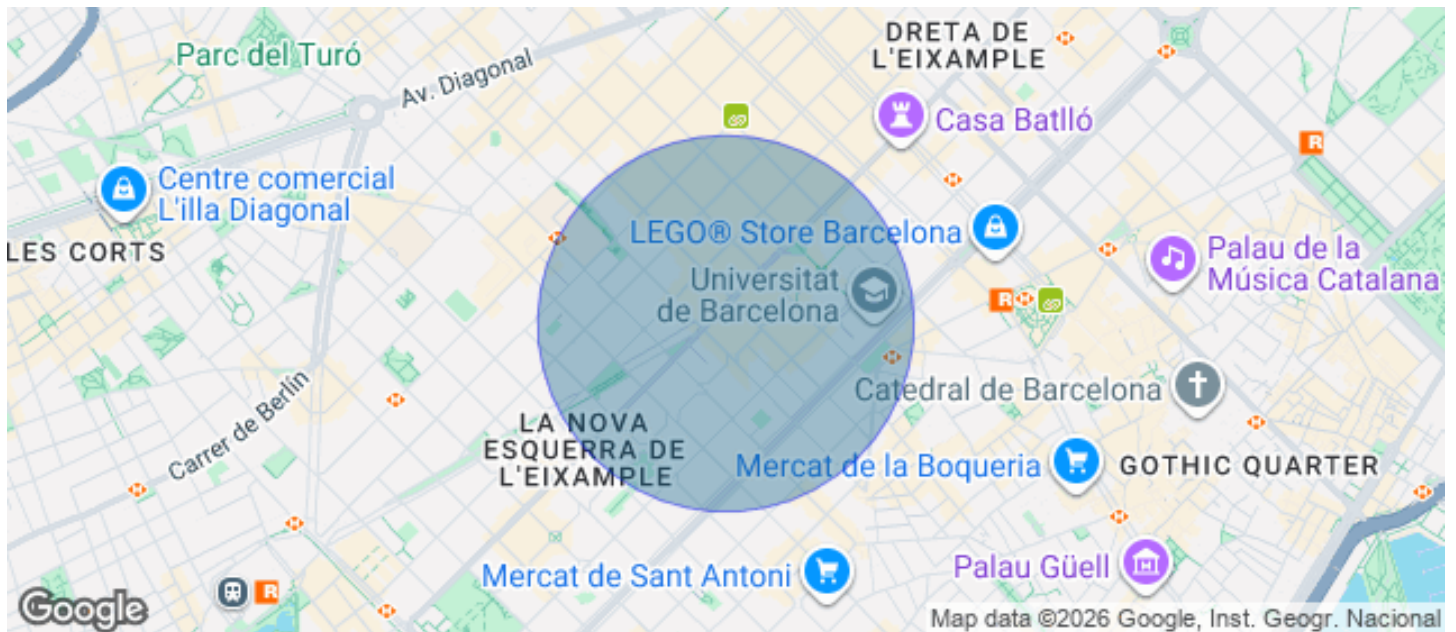 DRETA DE
L'EIXAMPLE
Parc del Turó
Av. Diagonal
Casa Batlló
R
Centre comercial
L'illa Diagonal
LES CORTS
LEGO® Store Barcelona
Palau de la
Música Catalana
Universitat
de Barcelona
R
Catedral de Barcelona
Carrer de Berlín
LA NOVA
ESQUERRA DE
L'EIXAMPLE
Mercat de la Boqueria
GOTHIC QUARTER
Mercat de Sant Antoni
Palau Güell
R
Google
Map data ©2026 Google, Inst. Geogr. Nacional